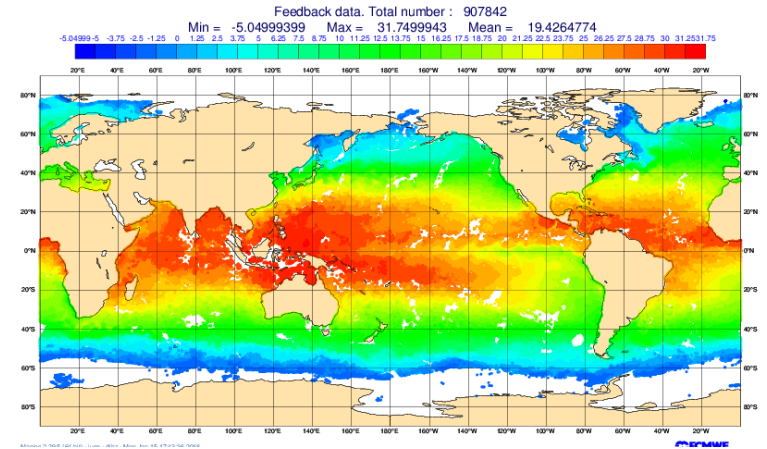 Feedback data. Total number : 907842
Min = -5.04999399 Max = 31.7499943 Mean = 19.4264774
-5.04999-5 -3.75 -2.5 -1.25 0 1.25 2.5 3.75 5 6.25 7.5 8.75 10 11.25 12.5 13.75 15 16.25 17.5 18.75 20 21.25 22.5 23.75 25 26.25 27.5 28.75 30 31.2531.75
20°E 40°E 60°E 80°E 100°E 120°E 140°E 160°E 180°E 160°W 140°W 120°W 100°W 80°W 60°W 40°W 20°W
80°N 80°N
60°N 60°N
40°N 40°N
20°N 20°N
0°N 0°N
20°S 20°S
40°S 40°S
60°S 60°S
80°S 80°S
20°E 40°E 60°E 80°E 100°E 120°E 140°E 160°E 180°E 160°W 140°W 120°W 100°W 80°W 60°W 40°W 20°W
ECMWF